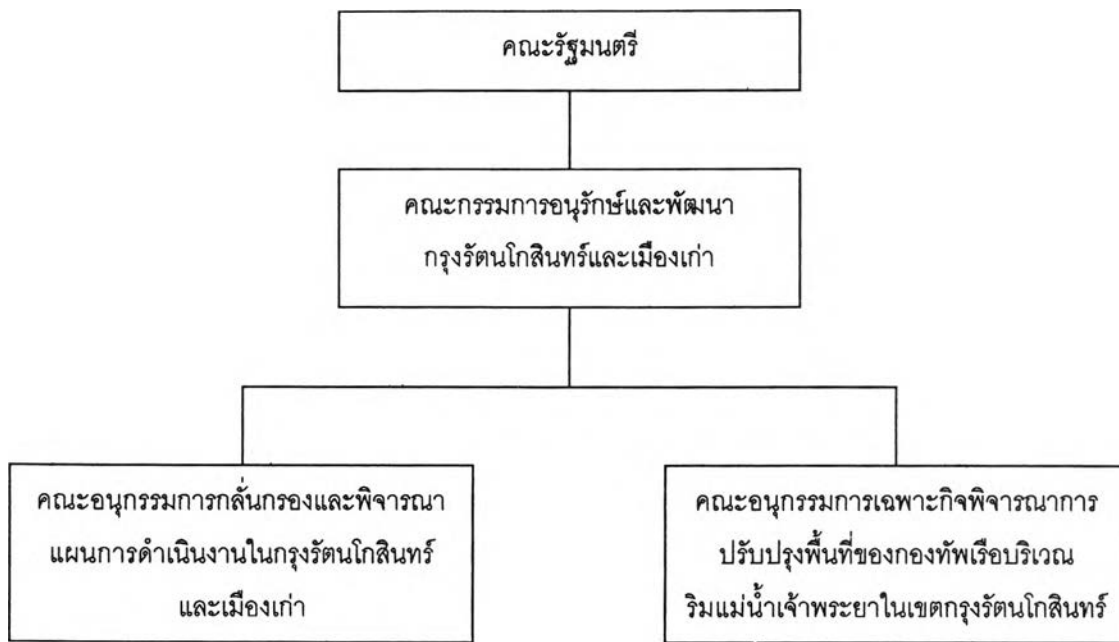 คณะรัฐมนตรี
คณะกรรมการอนุรักษ์และพัฒนา
กรุงรัตนโกสินทร์และเมืองเก่า
คณะอนุกรรมการกลั่นกรองและพิจารณา
แผนการดำเนินงานในกรุงรัตนโกสินทร์
และเมืองเก่า
คณะอนุกรรมการเฉพาะกิจพิจารณาการ
ปรับปรุงพื้นที่ของกองทัพเรือบริเวณ
ริมแม่น้ำเจ้าพระยาในเขตกรุงรัตนโกสินทร์